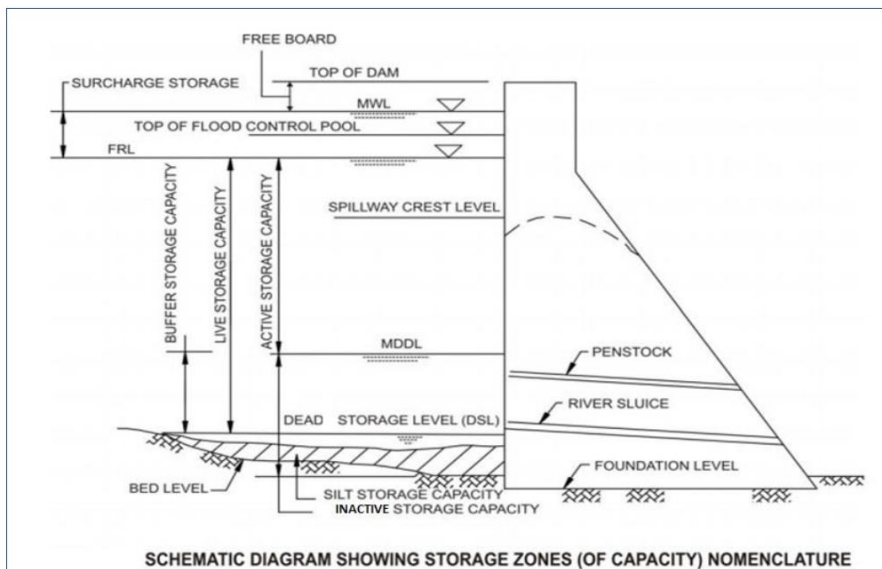 FREE BOARD
TOP OF DAM
SURCHARGE STORAGE
MWL
TOP OF FLOOD CONTROL POOL
FRL
BUFFER STORAGE CAPACITY
LIVE STORAGE CAPACITY
ACTIVE STORAGE CAPACITY
SPILLWAY CREST LEVEL
MDDL
PENSTOCK
RIVER SLUICE
DEAD STORAGE LEVEL (DSL)
FOUNDATION LEVEL
BED LEVEL
SILT STORAGE CAPACITY
INACTIVE STORAGE CAPACITY
SCHEMATIC DIAGRAM SHOWING STORAGE ZONES (OF CAPACITY) NOMENCLATURE